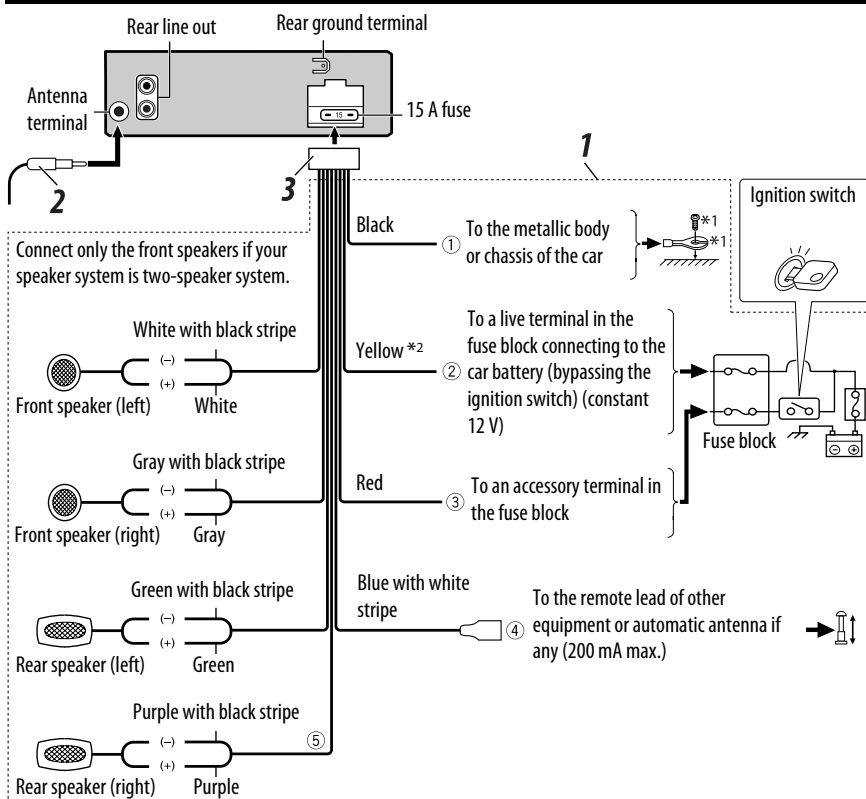 Rear line out
Rear ground terminal
Antenna
terminal
15
15 A fuse
2
3
1
Ignition switch
Connect only the front speakers if your
speaker system is two-speaker system.
Black
① To the metallic body
or chassis of the car
*1
*1
White with black stripe
(–)
(+)
Front speaker (left)
White
Yellow *2
② To a live terminal in the
fuse block connecting to the
car battery (bypassing the
ignition switch) (constant
12 V)
Fuse block
Gray with black stripe
(–)
(+)
Front speaker (right)
Gray
Red
③ To an accessory terminal in
the fuse block
Green with black stripe
(–)
(+)
Rear speaker (left)
Green
Blue with white
stripe
④ To the remote lead of other
equipment or automatic antenna if
any (200 mA max.)
Purple with black stripe
(–)
(+)
Rear speaker (right)
Purple
⑤